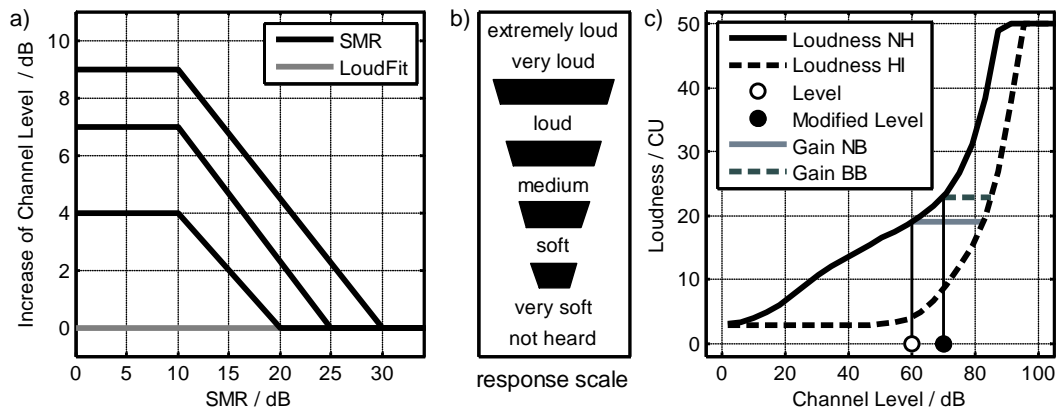 a)
Increase of Channel Level / dB
10
8
6
4
2
0
SMR
LoudFit
0 5 10 15 20 25 30
SMR / dB
b)
extremely loud
very loud
loud
medium
soft
very soft
not heard
response scale
c)
Loudness / CU
50
40
30
20
10
0
Loudness NH
Loudness HI
Level
Modified Level
Gain NB
Gain BB
0 20 40 60 80 100
Channel Level / dB